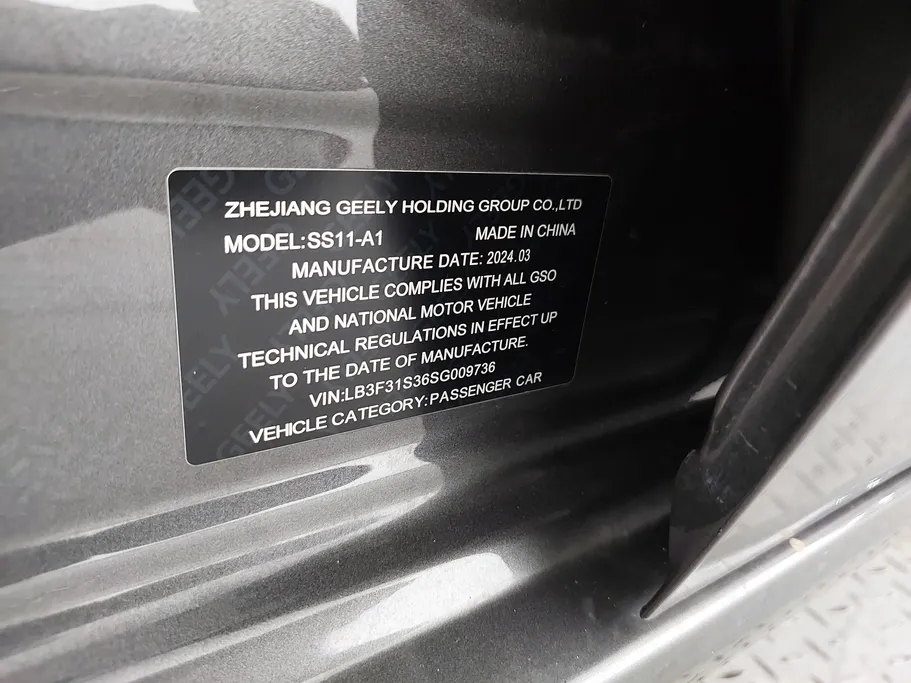 ZHEJIANG GEELY HOLDING GROUP CO.,LTD
MODEL:SS11-A1 MADE IN CHINA
MANUFACTURE DATE: 2024.03
THIS VEHICLE COMPLIES WITH ALL GSO
AND NATIONAL MOTOR VEHICLE
TECHNICAL REGULATIONS IN EFFECT UP
TO THE DATE OF MANUFACTURE.
VIN:LB3F31S36SG009736
VEHICLE CATEGORY:PASSENGER CAR